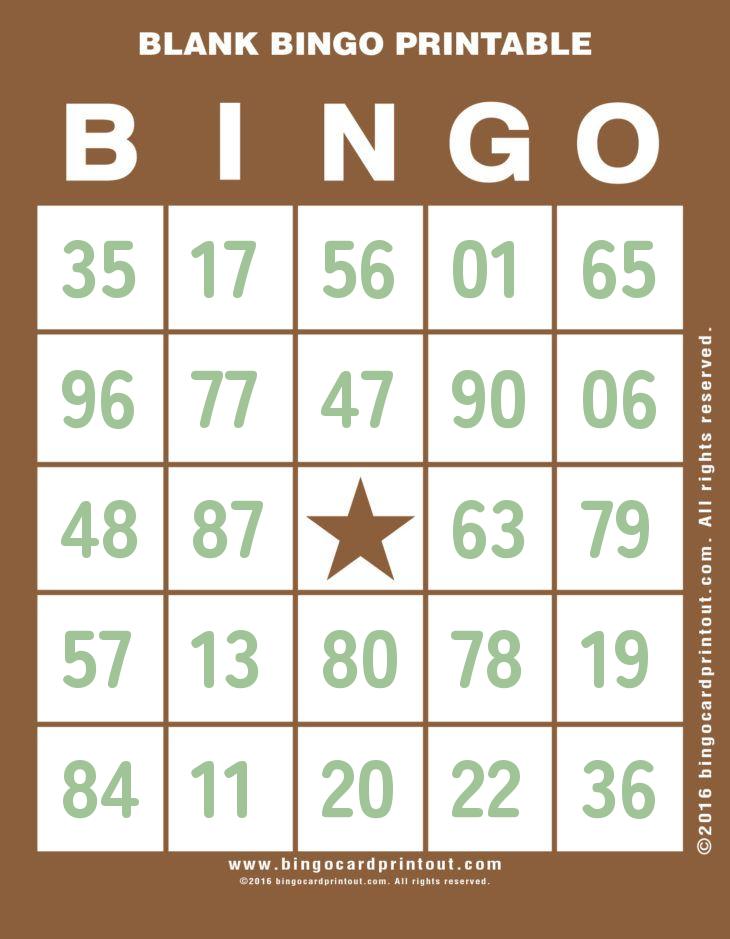 BLANK BINGO PRINTABLE
B I N G O
35 17 56 01 65
96 77 47 90 06
48 87 63 79
57 13 80 78 19
84 11 20 22 36
www.bingocardprintout.com
©2016 bingocardprintout.com. All rights reserved.
©2016 bingocardprintout.com. All rights reserved.